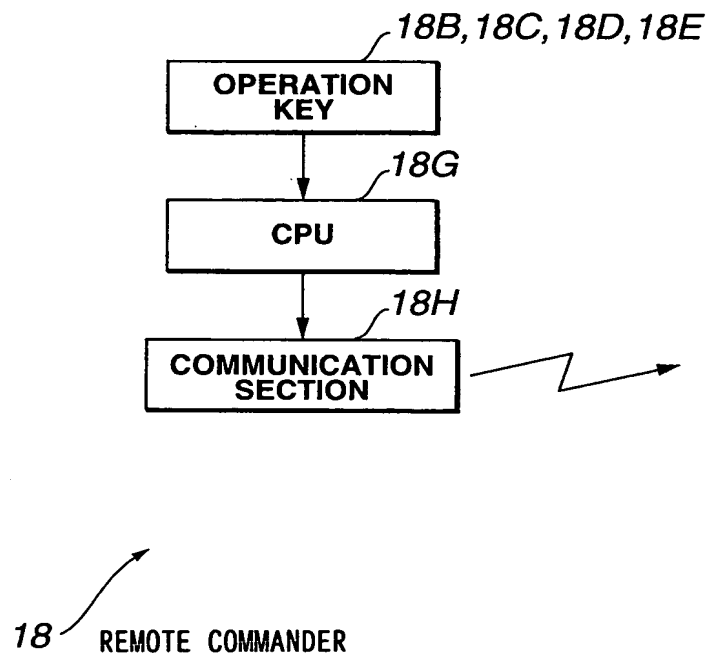 18B, 18C, 18D, 18E
OPERATION
KEY
18G
CPU
18H
COMMUNICATION
SECTION
18 REMOTE COMMANDER